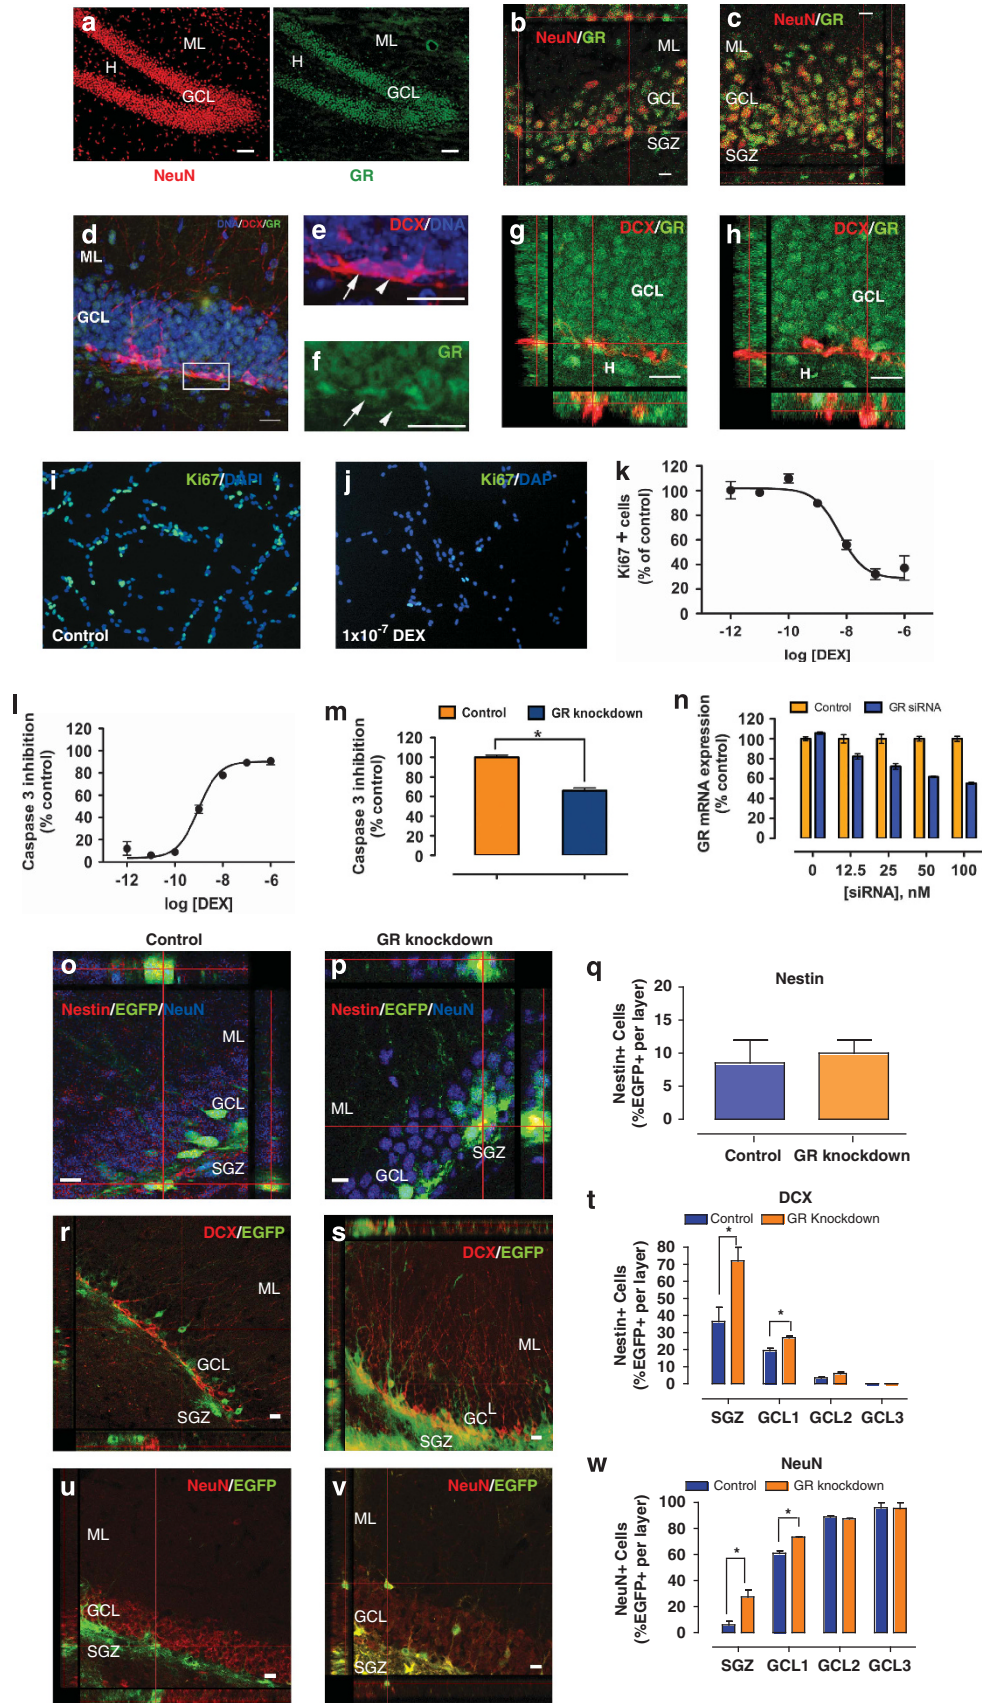 a
ML
H
GCL
NeuN
ML
H
GCL
GR
b
NeuN/GR
ML
GCL
SGZ
c
NeuN/GR
ML
GCL
SGZ
d
DNA/DCX/GR
ML
GCL
e
DCX/DNA
f
GR
g
DCX/GR
GCL
H
h
DCX/GR
GCL
H
i
Ki67/DAPI
Control
j
Ki67/DAP
1x10-7 DEX
k
Ki67 + cells
(% of control)
120
100
80
60
40
20
0
-12
-10
-8
-6
log [DEX]
l
Caspase 3 inhibition
(% control)
120
100
80
60
40
20
0
-12
-10
-8
-6
log [DEX]
m
Control
GR knockdown
Caspase 3 inhibition
(% control)
120
100
80
60
40
20
0
*
n
Control
GR siRNA
GR mRNA expression
(% control)
120
100
80
60
40
120
0
0
12.5
25
50
100
[siRNA], nM
Control
o
Nestin/EGFP/NeuN
ML
GCL
SGZ
GR knockdown
p
Nestin/EGFP/NeuN
ML
SGZ
GCL
q
Nestin
Nestin+ Cells
(%EGFP+ per layer)
20
15
10
5
0
Control
GR knockdown
r
DCX/EGFP
ML
GCL
SGZ
s
DCX/EGFP
ML
GCL
SGZ
t
DCX
Control
GR Knockdown
Nestin+ Cells
(%EGFP+ per layer)
80
70
60
50
40
30
20
10
0
*
*
SGZ
GCL1
GCL2
GCL3
u
NeuN/EGFP
ML
GCL
SGZ
v
NeuN/EGFP
ML
GCL
SGZ
w
NeuN
Control
GR knockdown
NeuN+ Cells
(%EGFP+ per layer)
100
80
60
40
20
0
*
*
SGZ
GCL1
GCL2
GCL3